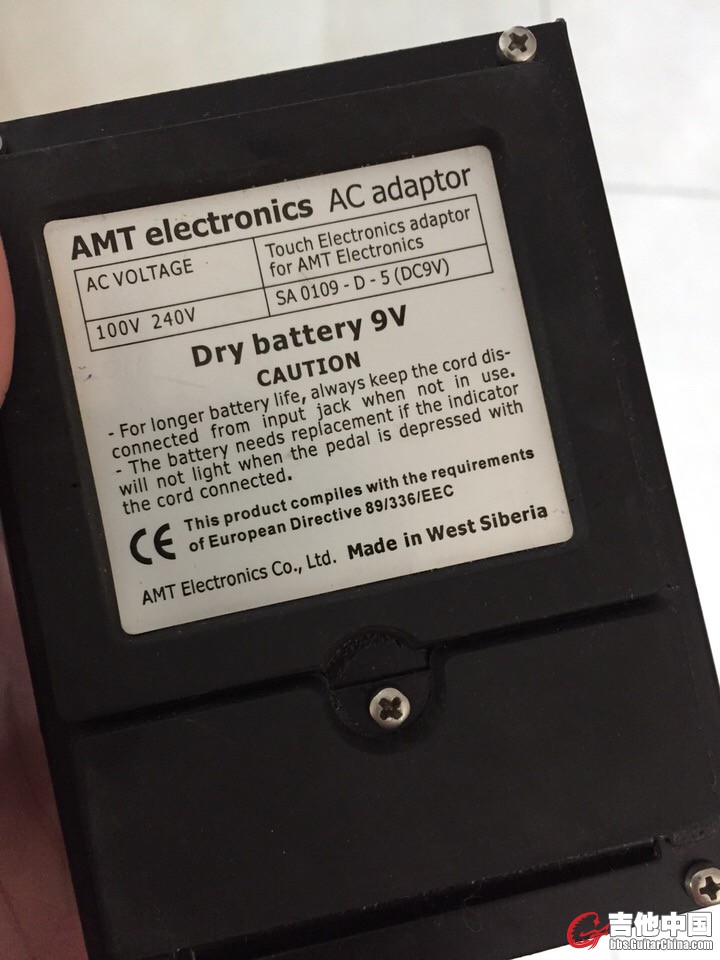 AMT electronics AC adaptor
AC VOLTAGE
Touch Electronics adaptor
for AMT Electronics
100V 240V
SA 0109 - D - 5 (DC9V)
Dry battery 9V
CAUTION
- For longer battery life, always keep the cord dis-
connected from input jack when not in use.
- The battery needs replacement if the indicator
will not light when the pedal is depressed with
the cord connected.
CE This product compiles with the requirements
of European Directive 89/336/EEC
AMT Electronics Co., Ltd. Made in West Siberia
吉他中国
bbs.GuitarChina.com